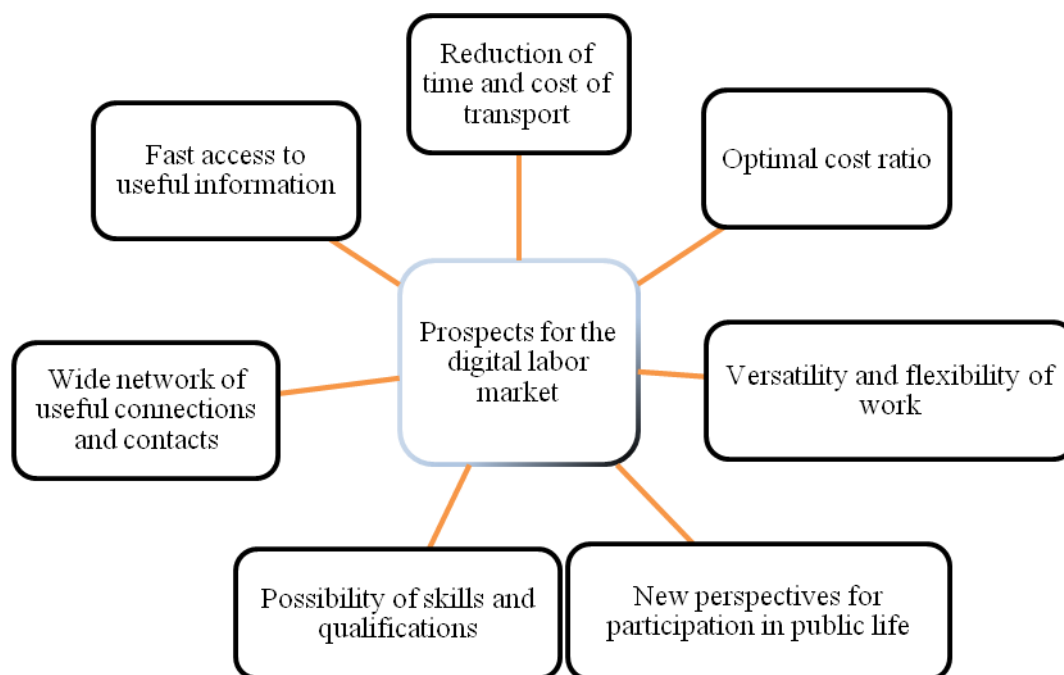 Reduction of
time and cost of
transport
Fast access to
useful information
Optimal cost ratio
Prospects for the
digital labor
market
Wide network of
useful connections
and contacts
Versatility and flexibility of
work
Possibility of skills and
qualifications
New perspectives for
participation in public life